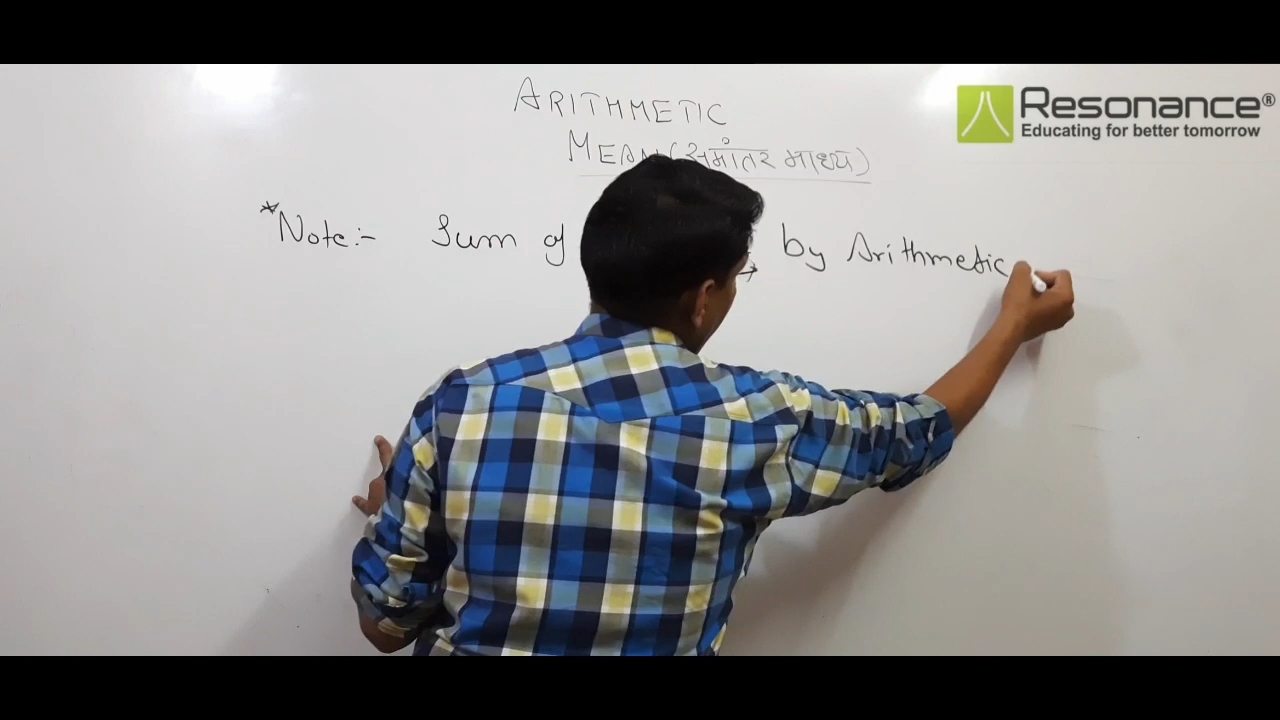 ARITHMETIC
MEAN (समांतर माध्य)
*Note:- Sum of by Arithmetic
Resonance®
Educating for better tomorrow